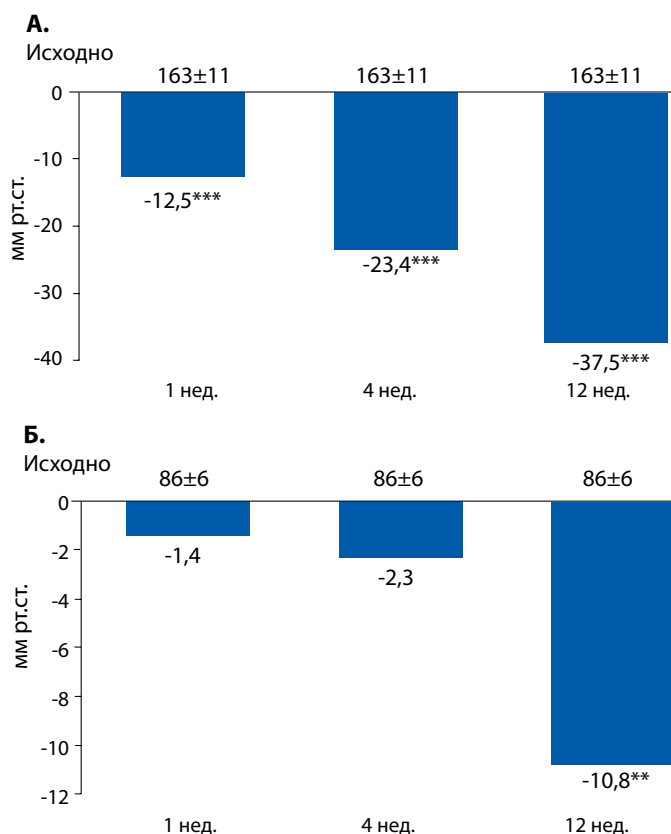 А.
Исходно
163±11 163±11 163±11
0
-10
-20
-30
-40
мм рт.ст.
-12,5***
-23,4***
-37,5***
1 нед. 4 нед. 12 нед.
Б.
Исходно
86±6 86±6 86±6
0
-2
-4
-6
-8
-10
-12
мм рт.ст.
-1,4
-2,3
-10,8**
1 нед. 4 нед. 12 нед.